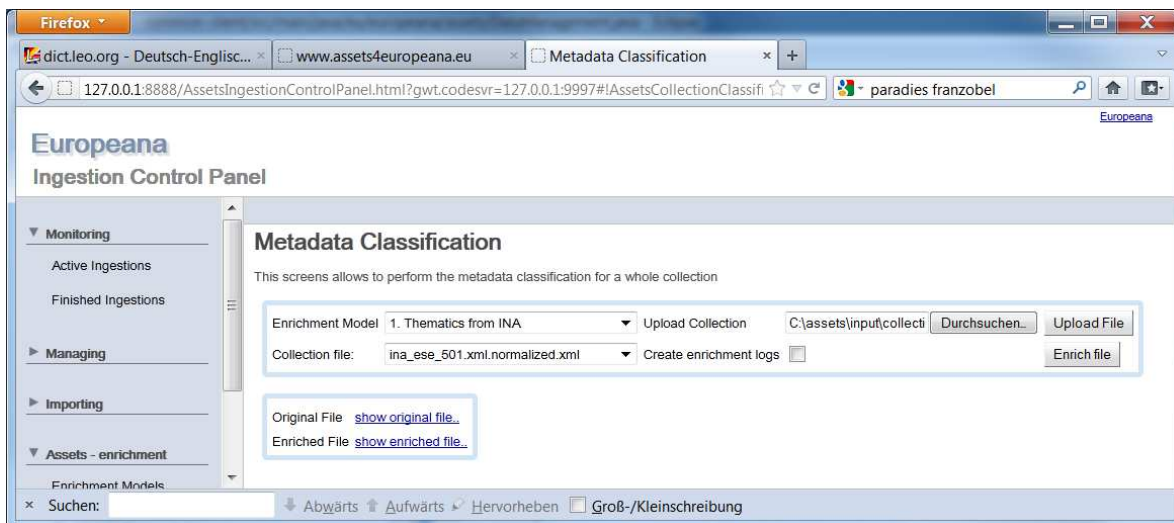 Firefox
dict.leo.org - Deutsch-Englisc...
www.assets4europeana.eu
Metadata Classification
127.0.0.1:8888/AssetsIngestionControlPanel.html?gwt.codesvr=127.0.0.1:9997#!AssetsCollectionClassifi
paradies franzobel
Europeana
Europeana
Ingestion Control Panel
Monitoring
Active Ingestions
Finished Ingestions
Managing
Importing
Assets - enrichment
Enrichment Models
Metadata Classification
This screens allows to perform the metadata classification for a whole collection
Enrichment Model 1. Thematics from INA Upload Collection C:\assets\input\collecti Durchsuchen.. Upload File
Collection file: ina_ese_501.xml.normalized.xml Create enrichment logs Enrich file
Original File show original file..
Enriched File show enriched file..
× Suchen: Abwärts Aufwärts Hervorheben Groß-/Kleinschreibung